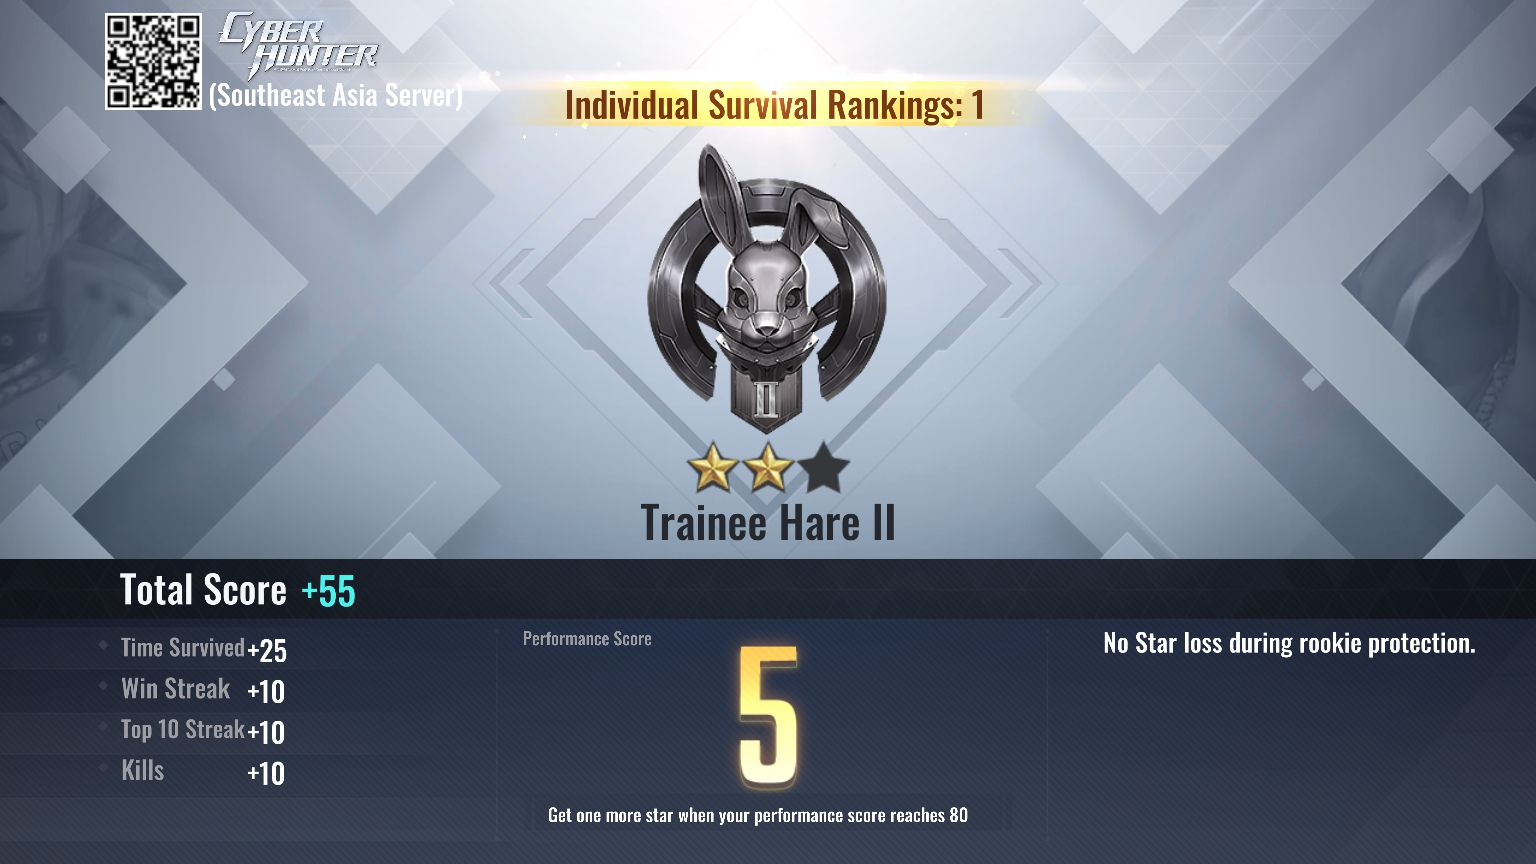 CYBER
HUNTER
(Southeast Asia Server)
Individual Survival Rankings: 1
II
Trainee Hare II
Total Score +55
Time Survived +25
Win Streak +10
Top 10 Streak +10
Kills +10
Performance Score
5
Get one more star when your performance score reaches 80
No Star loss during rookie protection.